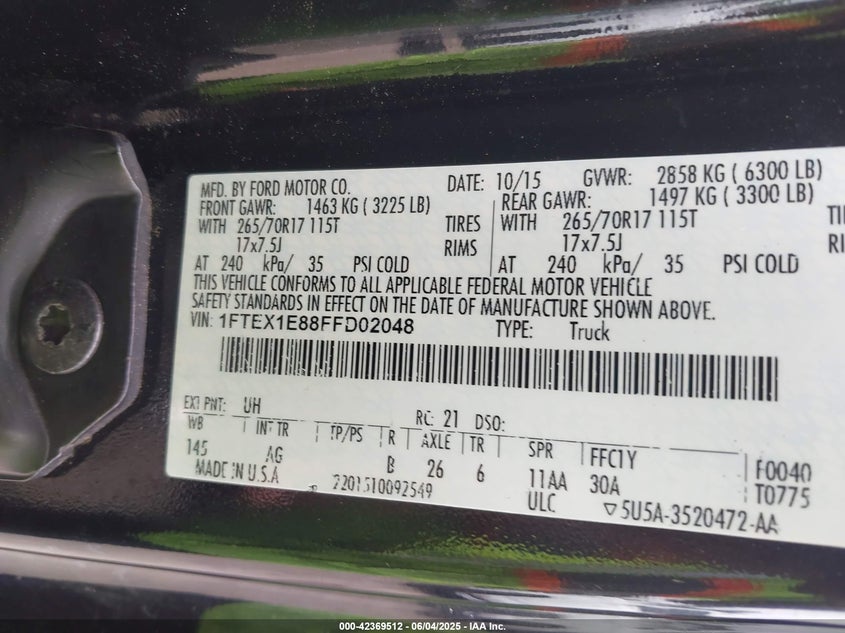 MFD. BY FORD MOTOR CO. DATE: 10/15 GVWR: 2858 KG ( 6300 LB)
FRONT GAWR: 1463 KG ( 3225 LB) REAR GAWR: 1497 KG ( 3300 LB)
WITH 265/70R17 115T TIRES WITH 265/70R17 115T
17x7.5J RIMS 17x7.5J
AT 240 kPa/ 35 PSI COLD AT 240 kPa/ 35 PSI COLD
THIS VEHICLE CONFORMS TO ALL APPLICABLE FEDERAL MOTOR VEHICLE
SAFETY STANDARDS IN EFFECT ON THE DATE OF MANUFACTURE SHOWN ABOVE.
VIN: 1FTEX1E88FFD02048 TYPE: Truck
EXT PNT: UH RC: 21 DSO:
WB INT TR TP/PS R AXLE TR SPR FFC1Y F0040
145 AG B 26 6 11AA 30A T0775
MADE IN U.S.A 2201510092549 ULC ▽5U5A-3520472-AA
000-42369512 - 06/04/2025 - IAA Inc.